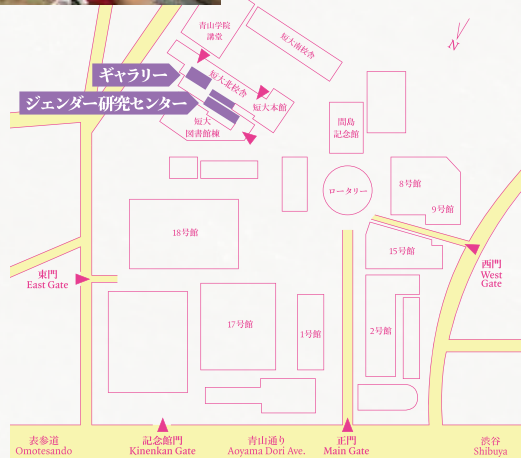 青山学院
講堂
短大南校舎
N
ギャラリー
短大北校舎
ジェンダー研究センター
短大本館
短大
図書館棟
間島
記念館
ロータリー
8号館
9号館
18号館
15号館
東門
East Gate
西門
West
Gate
17号館
1号館
2号館
表参道
Omotesando
記念館門
Kinenkan Gate
青山通り
Aoyama Dori Ave.
正門
Main Gate
渋谷
Shibuya